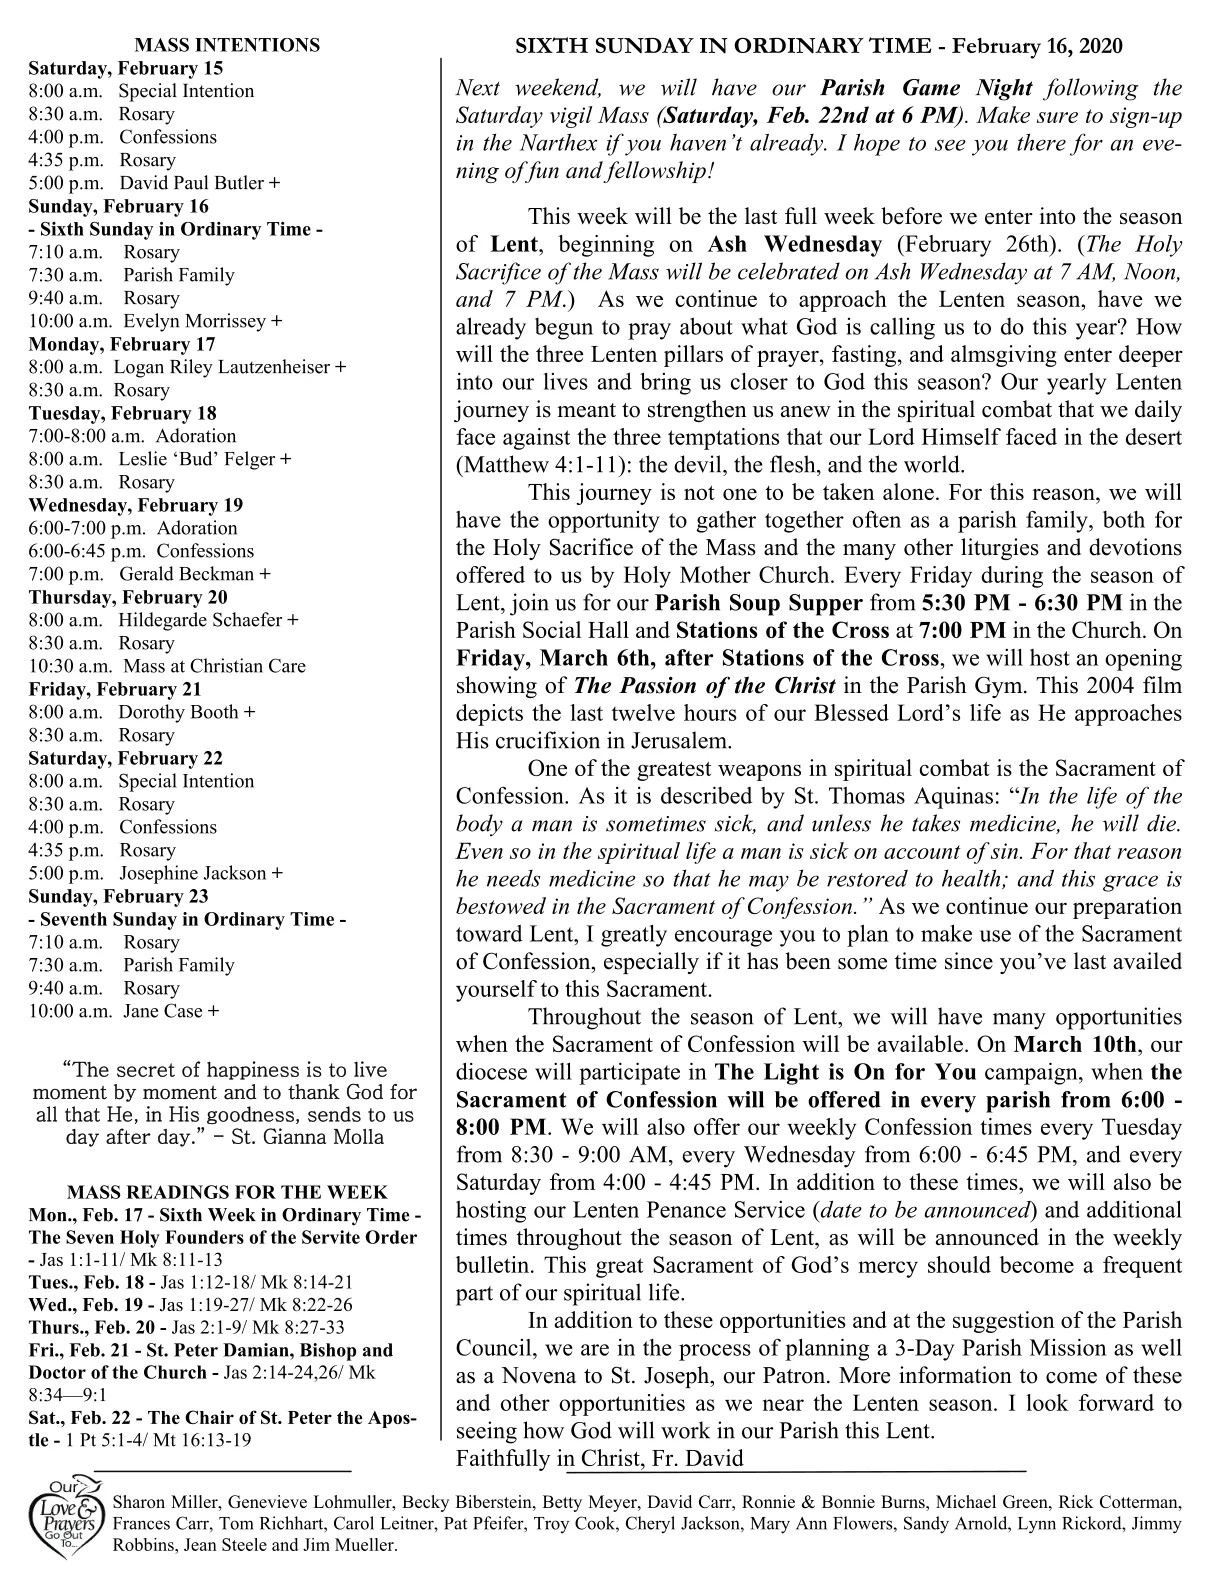 MASS INTENTIONS
Saturday, February 15
8:00 a.m. Special Intention
8:30 a.m. Rosary
4:00 p.m. Confessions
4:35 p.m. Rosary
5:00 p.m. David Paul Butler +
Sunday, February 16
- Sixth Sunday in Ordinary Time -
7:10 a.m. Rosary
7:30 a.m. Parish Family
9:40 a.m. Rosary
10:00 a.m. Evelyn Morrissey +
Monday, February 17
8:00 a.m. Logan Riley Lautzenheiser +
8:30 a.m. Rosary
Tuesday, February 18
7:00-8:00 a.m. Adoration
8:00 a.m. Leslie ‘Bud’ Felger +
8:30 a.m. Rosary
Wednesday, February 19
6:00-7:00 p.m. Adoration
6:00-6:45 p.m. Confessions
7:00 p.m. Gerald Beckman +
Thursday, February 20
8:00 a.m. Hildegarde Schaefer +
8:30 a.m. Rosary
10:30 a.m. Mass at Christian Care
Friday, February 21
8:00 a.m. Dorothy Booth +
8:30 a.m. Rosary
Saturday, February 22
8:00 a.m. Special Intention
8:30 a.m. Rosary
4:00 p.m. Confessions
4:35 p.m. Rosary
5:00 p.m. Josephine Jackson +
Sunday, February 23
- Seventh Sunday in Ordinary Time -
7:10 a.m. Rosary
7:30 a.m. Parish Family
9:40 a.m. Rosary
10:00 a.m. Jane Case +
“The secret of happiness is to live
moment by moment and to thank God for
all that He, in His goodness, sends to us
day after day.” - St. Gianna Molla
MASS READINGS FOR THE WEEK
Mon., Feb. 17 - Sixth Week in Ordinary Time -
The Seven Holy Founders of the Servite Order
- Jas 1:1-11/ Mk 8:11-13
Tues., Feb. 18 - Jas 1:12-18/ Mk 8:14-21
Wed., Feb. 19 - Jas 1:19-27/ Mk 8:22-26
Thurs., Feb. 20 - Jas 2:1-9/ Mk 8:27-33
Fri., Feb. 21 - St. Peter Damian, Bishop and
Doctor of the Church - Jas 2:14-24,26/ Mk
8:34—9:1
Sat., Feb. 22 - The Chair of St. Peter the Apos-
tle - 1 Pt 5:1-4/ Mt 16:13-19
SIXTH SUNDAY IN ORDINARY TIME - February 16, 2020
Next weekend, we will have our Parish Game Night following the
Saturday vigil Mass (Saturday, Feb. 22nd at 6 PM). Make sure to sign-up
in the Narthex if you haven’t already. I hope to see you there for an eve-
ning of fun and fellowship!
This week will be the last full week before we enter into the season
of Lent, beginning on Ash Wednesday (February 26th). (The Holy
Sacrifice of the Mass will be celebrated on Ash Wednesday at 7 AM, Noon,
and 7 PM.) As we continue to approach the Lenten season, have we
already begun to pray about what God is calling us to do this year? How
will the three Lenten pillars of prayer, fasting, and almsgiving enter deeper
into our lives and bring us closer to God this season? Our yearly Lenten
journey is meant to strengthen us anew in the spiritual combat that we daily
face against the three temptations that our Lord Himself faced in the desert
(Matthew 4:1-11): the devil, the flesh, and the world.
This journey is not one to be taken alone. For this reason, we will
have the opportunity to gather together often as a parish family, both for
the Holy Sacrifice of the Mass and the many other liturgies and devotions
offered to us by Holy Mother Church. Every Friday during the season of
Lent, join us for our Parish Soup Supper from 5:30 PM - 6:30 PM in the
Parish Social Hall and Stations of the Cross at 7:00 PM in the Church. On
Friday, March 6th, after Stations of the Cross, we will host an opening
showing of The Passion of the Christ in the Parish Gym. This 2004 film
depicts the last twelve hours of our Blessed Lord’s life as He approaches
His crucifixion in Jerusalem.
One of the greatest weapons in spiritual combat is the Sacrament of
Confession. As it is described by St. Thomas Aquinas: “In the life of the
body a man is sometimes sick, and unless he takes medicine, he will die.
Even so in the spiritual life a man is sick on account of sin. For that reason
he needs medicine so that he may be restored to health; and this grace is
bestowed in the Sacrament of Confession.” As we continue our preparation
toward Lent, I greatly encourage you to plan to make use of the Sacrament
of Confession, especially if it has been some time since you’ve last availed
yourself to this Sacrament.
Throughout the season of Lent, we will have many opportunities
when the Sacrament of Confession will be available. On March 10th, our
diocese will participate in The Light is On for You campaign, when the
Sacrament of Confession will be offered in every parish from 6:00 -
8:00 PM. We will also offer our weekly Confession times every Tuesday
from 8:30 - 9:00 AM, every Wednesday from 6:00 - 6:45 PM, and every
Saturday from 4:00 - 4:45 PM. In addition to these times, we will also be
hosting our Lenten Penance Service (date to be announced) and additional
times throughout the season of Lent, as will be announced in the weekly
bulletin. This great Sacrament of God’s mercy should become a frequent
part of our spiritual life.
In addition to these opportunities and at the suggestion of the Parish
Council, we are in the process of planning a 3-Day Parish Mission as well
as a Novena to St. Joseph, our Patron. More information to come of these
and other opportunities as we near the Lenten season. I look forward to
seeing how God will work in our Parish this Lent.
Faithfully in Christ, Fr. David
Our
Love &
Prayers
Go Out
To...
Sharon Miller, Genevieve Lohmuller, Becky Biberstein, Betty Meyer, David Carr, Ronnie & Bonnie Burns, Michael Green, Rick Cotterman,
Frances Carr, Tom Richhart, Carol Leitner, Pat Pfeifer, Troy Cook, Cheryl Jackson, Mary Ann Flowers, Sandy Arnold, Lynn Rickord, Jimmy
Robbins, Jean Steele and Jim Mueller.